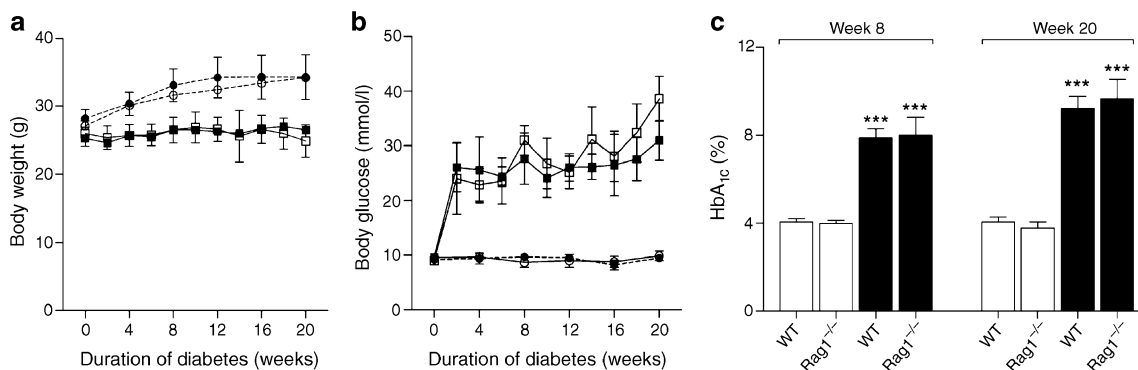 a
40
30
20
10
0
Body weight (g)
0 4 8 12 16 20
Duration of diabetes (weeks)
b
50
40
30
20
10
0
Body glucose (mmol/l)
0 4 8 12 16 20
Duration of diabetes (weeks)
c
Week 8 Week 20
12
8
4
0
HbA1C (%)
*** *** *** ***
WT Rag1−/− WT Rag1−/− WT Rag1−/− WT Rag1−/−